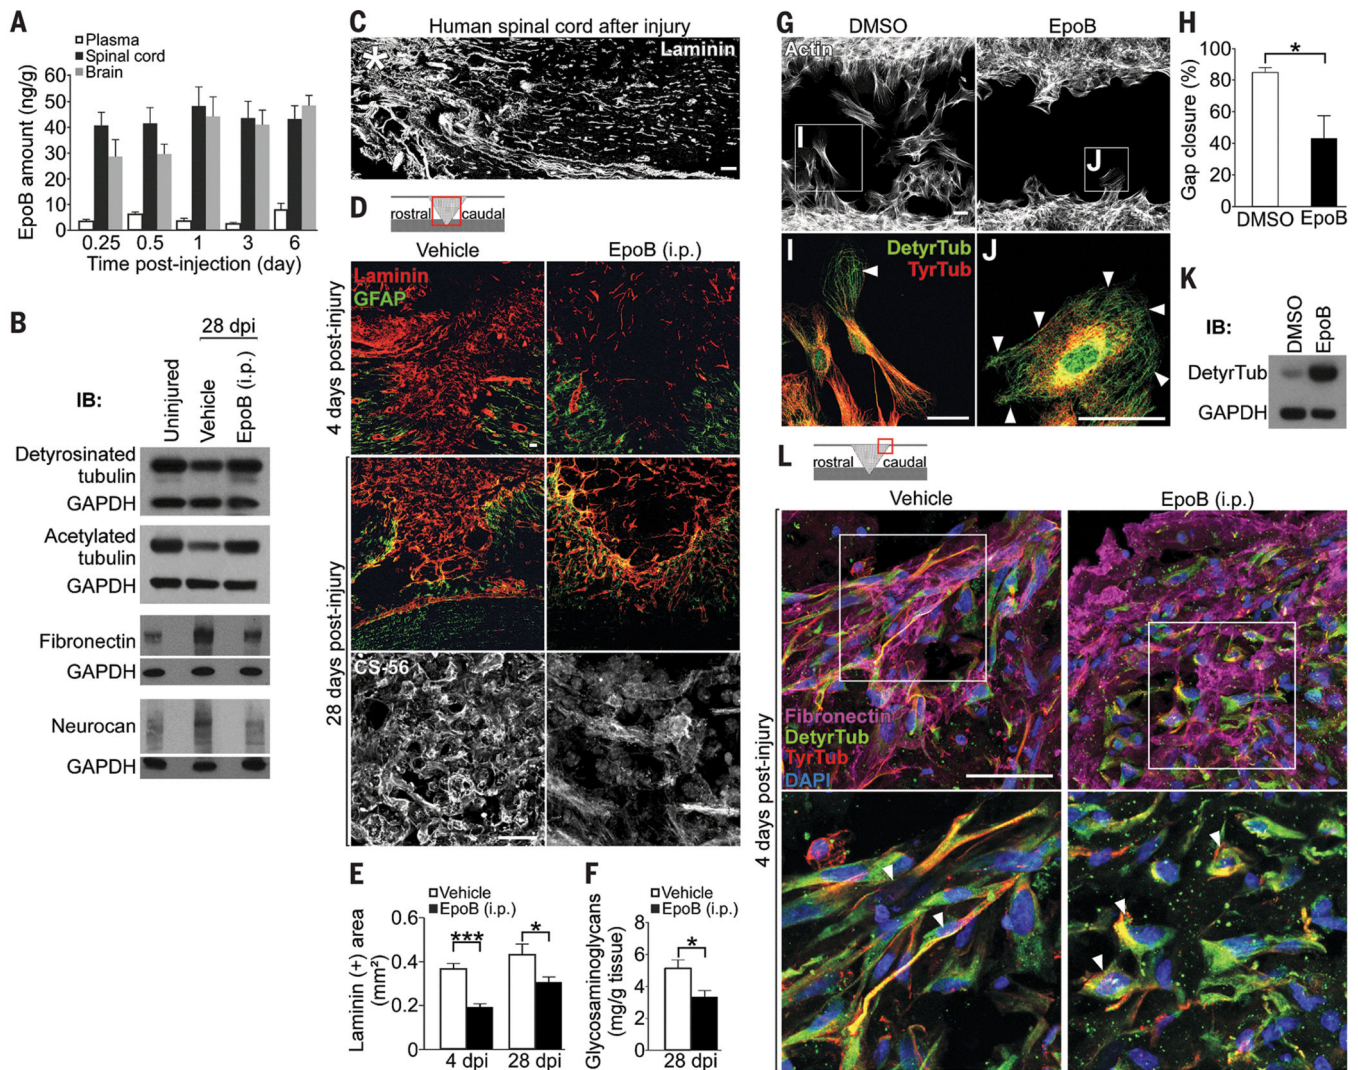 A
Plasma
Spinal cord
Brain
EpoB amount (ng/g)
60
50
40
30
20
10
0
0.25 0.5 1 3 6
Time post-injection (day)
B
28 dpi
IB:
Uninjured
Vehicle
EpoB (i.p.)
Detyrosinated
tubulin
GAPDH
Acetylated
tubulin
GAPDH
Fibronectin
GAPDH
Neurocan
GAPDH
C
Human spinal cord after injury
*
Laminin
D
rostral caudal
Vehicle EpoB (i.p.)
4 days post-injury
Laminin
GFAP
28 days post-injury
CS-56
E
Vehicle
EpoB (i.p.)
Laminin (+) area
(mm²)
0.6
0.4
0.2
0
***
*
4 dpi 28 dpi
F
Vehicle
EpoB (i.p.)
Glycosaminoglycans
(mg/g tissue)
8
6
4
2
0
*
28 dpi
G
DMSO EpoB
Actin
I
J
H
Gap closure (%)
100
80
60
40
20
0
*
DMSO
EpoB
I
DetyrTub
TyrTub
J
K
IB:
DMSO
EpoB
DetyrTub
GAPDH
L
rostral caudal
Vehicle EpoB (i.p.)
4 days post-injury
Fibronectin
DetyrTub
TyrTub
DAPI